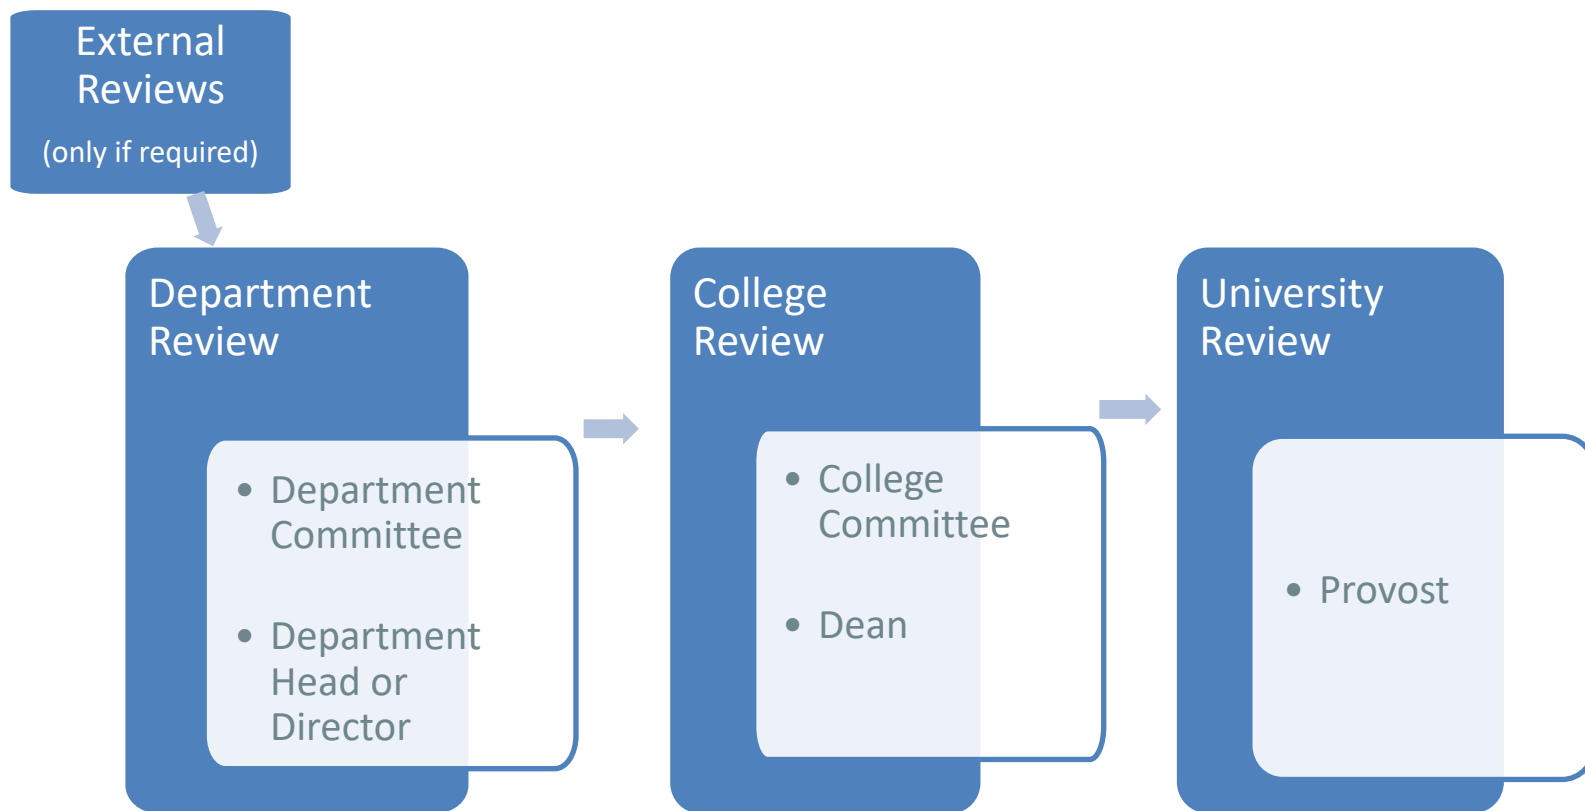 External
Reviews
(only if required)
Department
Review
• Department
Committee
• Department
Head or
Director
College
Review
• College
Committee
• Dean
University
Review
• Provost